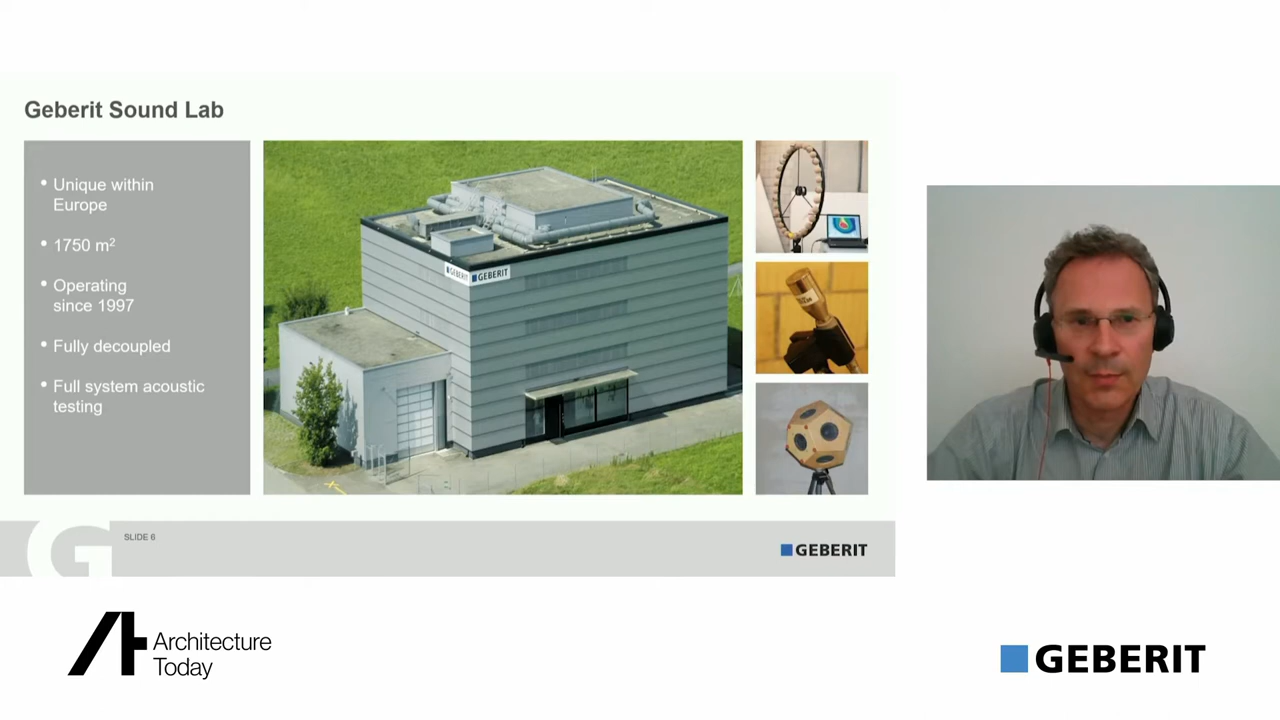 Geberit Sound Lab
• Unique within
Europe
• 1750 m²
• Operating
since 1997
• Fully decoupled
• Full system acoustic
testing
GEBERIT
GEBERIT
SLIDE 6
GEBERIT
Architecture
Today
GEBERIT